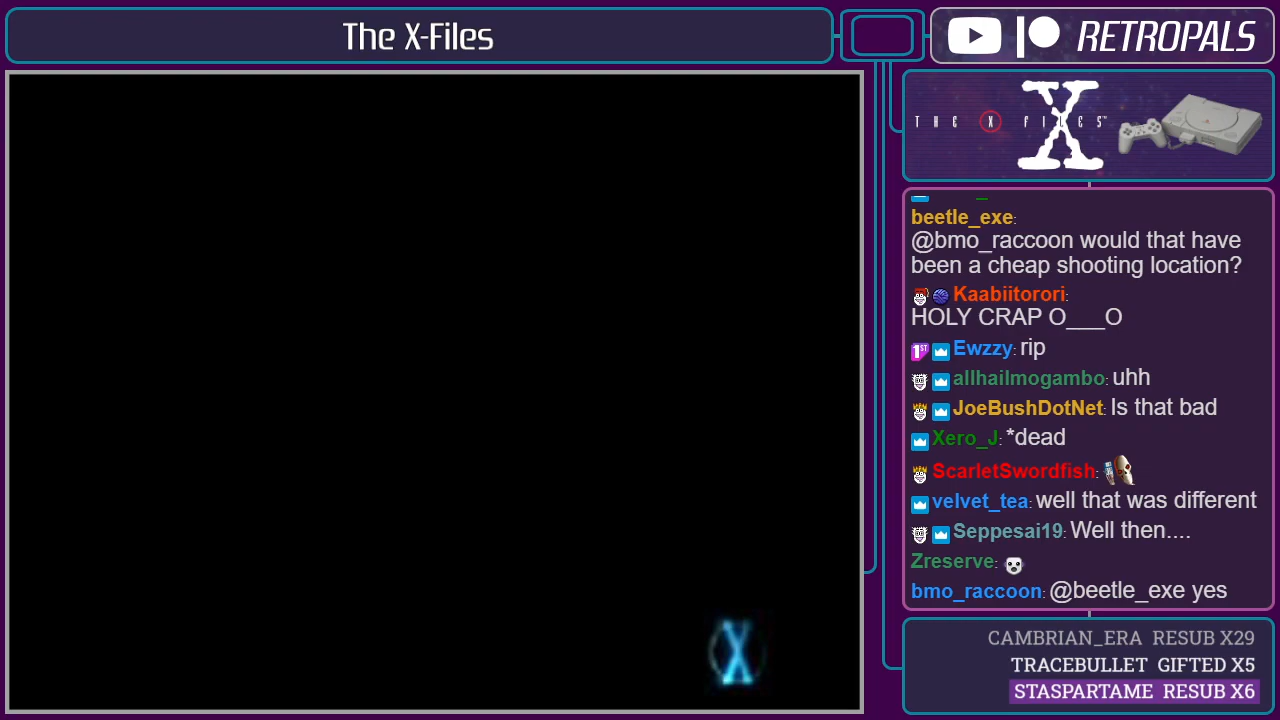 The X-Files
RETROPALS
THE X FILES™
X
beetle_exe:
@bmo_raccoon would that have
been a cheap shooting location?
Kaabiitorori:
HOLY CRAP O___O
1ST Ewzzy: rip
allhailmogambo: uhh
JoeBushDotNet: Is that bad
Xero_J: *dead
ScarletSwordfish:
velvet_tea: well that was different
Seppesai19: Well then....
Zreserve:
bmo_raccoon: @beetle_exe yes
X
CAMBRIAN_ERA RESUB X29
TRACEBULLET GIFTED X5
STASPARTAME RESUB X6